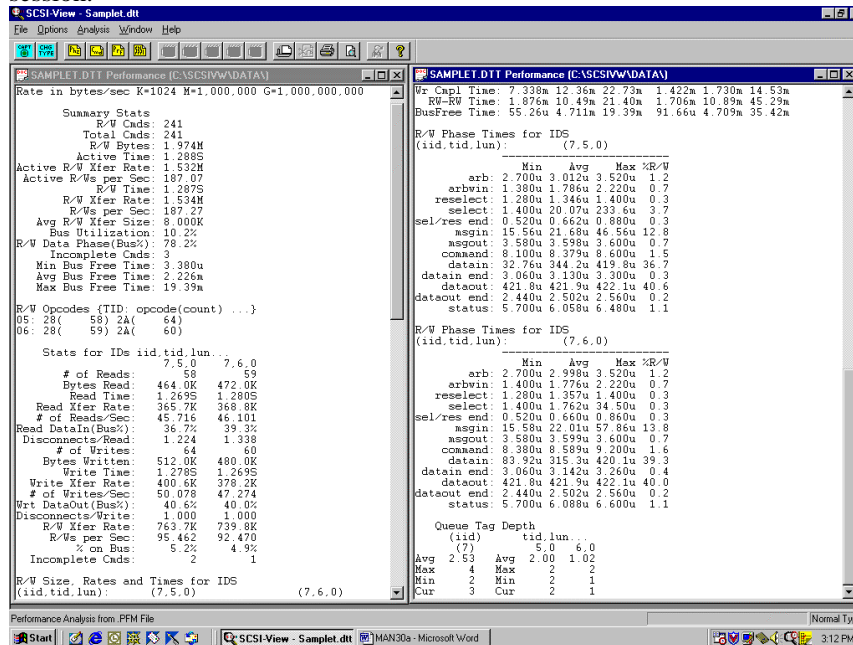 session.
SCSI-View - Samplet.dtt
File Options Analysis Window Help
CAPT CHG TYPE
SAMPLET.DTT Performance (C:\SCSIVW\DATA\)
Rate in bytes/sec K=1024 M=1,000,000 G=1,000,000,000
Summary Stats
R/W Cmds: 241
Total Cmds: 241
R/W Bytes: 1.974M
Active Time: 1.288S
Active R/W Xfer Rate: 1.532M
Active R/Ws per Sec: 187.07
R/W Time: 1.287S
R/W Xfer Rate: 1.534M
R/Ws per Sec: 187.27
Avg R/W Xfer Size: 8.000K
Bus Utilization: 10.2%
R/W Data Phase(Bus%): 78.2%
Incomplete Cmds: 3
Min Bus Free Time: 3.380u
Avg Bus Free Time: 2.226m
Max Bus Free Time: 19.39m
R/W Opcodes {TID: opcode(count) ...}
05: 28( 58) 2A( 64)
06: 28( 59) 2A( 60)
Stats for IDs iid,tid,lun...
7,5,0 7,6,0
# of Reads: 58 59
Bytes Read: 464.0K 472.0K
Read Time: 1.269S 1.280S
Read Xfer Rate: 365.7K 368.8K
# of Reads/Sec: 45.716 46.101
Read DataIn(Bus%): 36.7% 39.3%
Disconnects/Read: 1.224 1.338
# of Writes: 64 60
Bytes Written: 512.0K 480.0K
Write Time: 1.278S 1.269S
Write Xfer Rate: 400.6K 378.2K
# of Writes/Sec: 50.078 47.274
Wrt DataOut(Bus%): 40.6% 40.0%
Disconnects/Write: 1.000 1.000
R/W Xfer Rate: 763.7K 739.8K
R/Ws per Sec: 95.462 92.470
% on Bus: 5.2% 4.9%
Incomplete Cmds: 2 1
R/W Size, Rates and Times for IDS
(iid,tid,lun): (7,5,0) (7,6,0)
SAMPLET.DTT Performance (C:\SCSIVW\DATA\)
Wr Cmpl Time: 7.338m 12.36m 22.73m 1.422m 1.730m 14.53m
RW-RW Time: 1.876m 10.49m 21.40m 1.706m 10.89m 45.29m
BusFree Time: 55.26u 4.711m 19.39m 91.66u 4.709m 35.42m
R/W Phase Times for IDS
(iid,tid,lun): (7,5,0)
Min Avg Max %R/W
arb: 2.700u 3.012u 3.520u 1.2
arbwin: 1.380u 1.786u 2.220u 0.7
reselect: 1.280u 1.346u 1.400u 0.3
select: 1.400u 20.07u 233.6u 3.7
sel/res end: 0.520u 0.662u 0.880u 0.3
msgin: 15.56u 21.68u 46.56u 12.8
msgout: 3.580u 3.598u 3.600u 0.7
command: 8.100u 8.379u 8.600u 1.5
datain: 32.76u 344.2u 419.8u 36.7
datain end: 3.060u 3.130u 3.300u 0.3
dataout: 421.8u 421.9u 422.1u 40.6
dataout end: 2.440u 2.502u 2.560u 0.2
status: 5.700u 6.058u 6.480u 1.1
R/W Phase Times for IDS
(iid,tid,lun): (7,6,0)
Min Avg Max %R/W
arb: 2.700u 2.998u 3.520u 1.2
arbwin: 1.400u 1.776u 2.220u 0.7
reselect: 1.280u 1.357u 1.400u 0.3
select: 1.400u 1.762u 34.50u 0.3
sel/res end: 0.520u 0.660u 0.860u 0.3
msgin: 15.58u 22.01u 57.86u 13.8
msgout: 3.580u 3.599u 3.600u 0.7
command: 8.380u 8.589u 9.200u 1.6
datain: 83.92u 315.3u 420.1u 39.3
datain end: 3.060u 3.142u 3.260u 0.4
dataout: 421.8u 421.9u 422.1u 40.0
dataout end: 2.440u 2.502u 2.560u 0.2
status: 5.700u 6.088u 6.600u 1.1
Queue Tag Depth
(iid) tid,lun...
(7) 5,0 6,0
Avg 2.53 Avg 2.00 1.02
Max 4 Max 2 2
Min 2 Min 2 1
Cur 3 Cur 2 1
Performance Analysis from .PFM File
Normal Ty
Start
SCSI-View - Samplet.dtt
MAN30a - Microsoft Word
3:12 PM